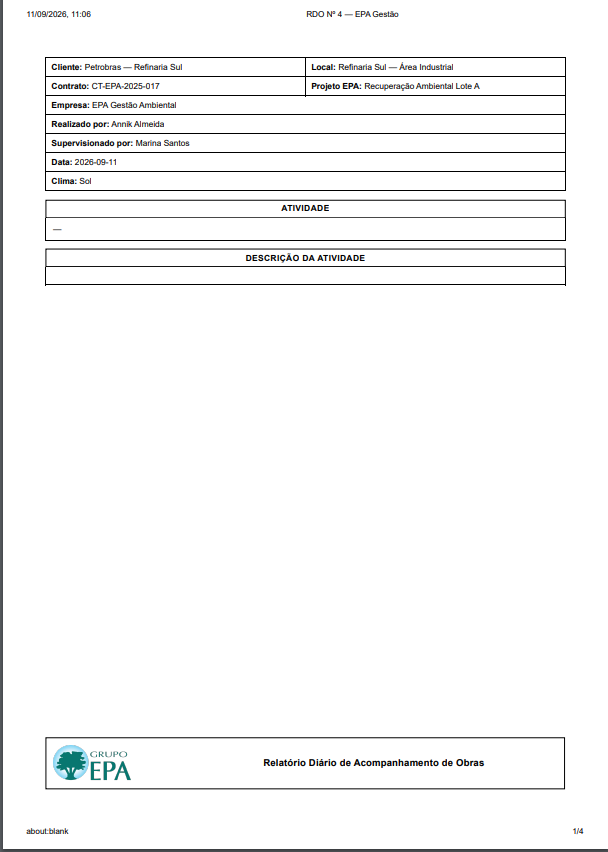 11/09/2026, 11:06 RDO Nº 4 — EPA Gestão
Cliente: Petrobras — Refinaria Sul Local: Refinaria Sul — Área Industrial
Contrato: CT-EPA-2025-017 Projeto EPA: Recuperação Ambiental Lote A
Empresa: EPA Gestão Ambiental
Realizado por: Annik Almeida
Supervisionado por: Marina Santos
Data: 2026-09-11
Clima: Sol
ATIVIDADE
—
DESCRIÇÃO DA ATIVIDADE
GRUPO
EPA
Relatório Diário de Acompanhamento de Obras
about:blank 1/4